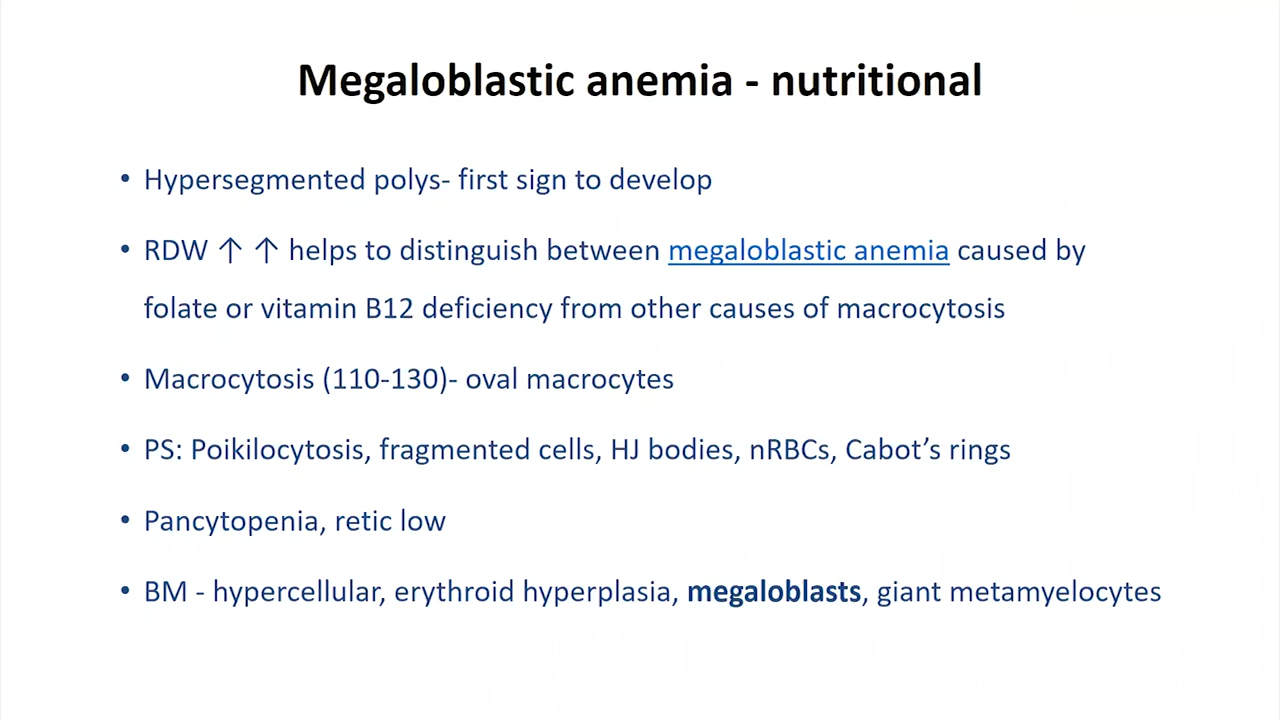 Megaloblastic anemia - nutritional
• Hypersegmented polys- first sign to develop
• RDW ↑ ↑ helps to distinguish between megaloblastic anemia caused by
folate or vitamin B12 deficiency from other causes of macrocytosis
• Macrocytosis (110-130)- oval macrocytes
• PS: Poikilocytosis, fragmented cells, HJ bodies, nRBCs, Cabot’s rings
• Pancytopenia, retic low
• BM - hypercellular, erythroid hyperplasia, megaloblasts, giant metamyelocytes